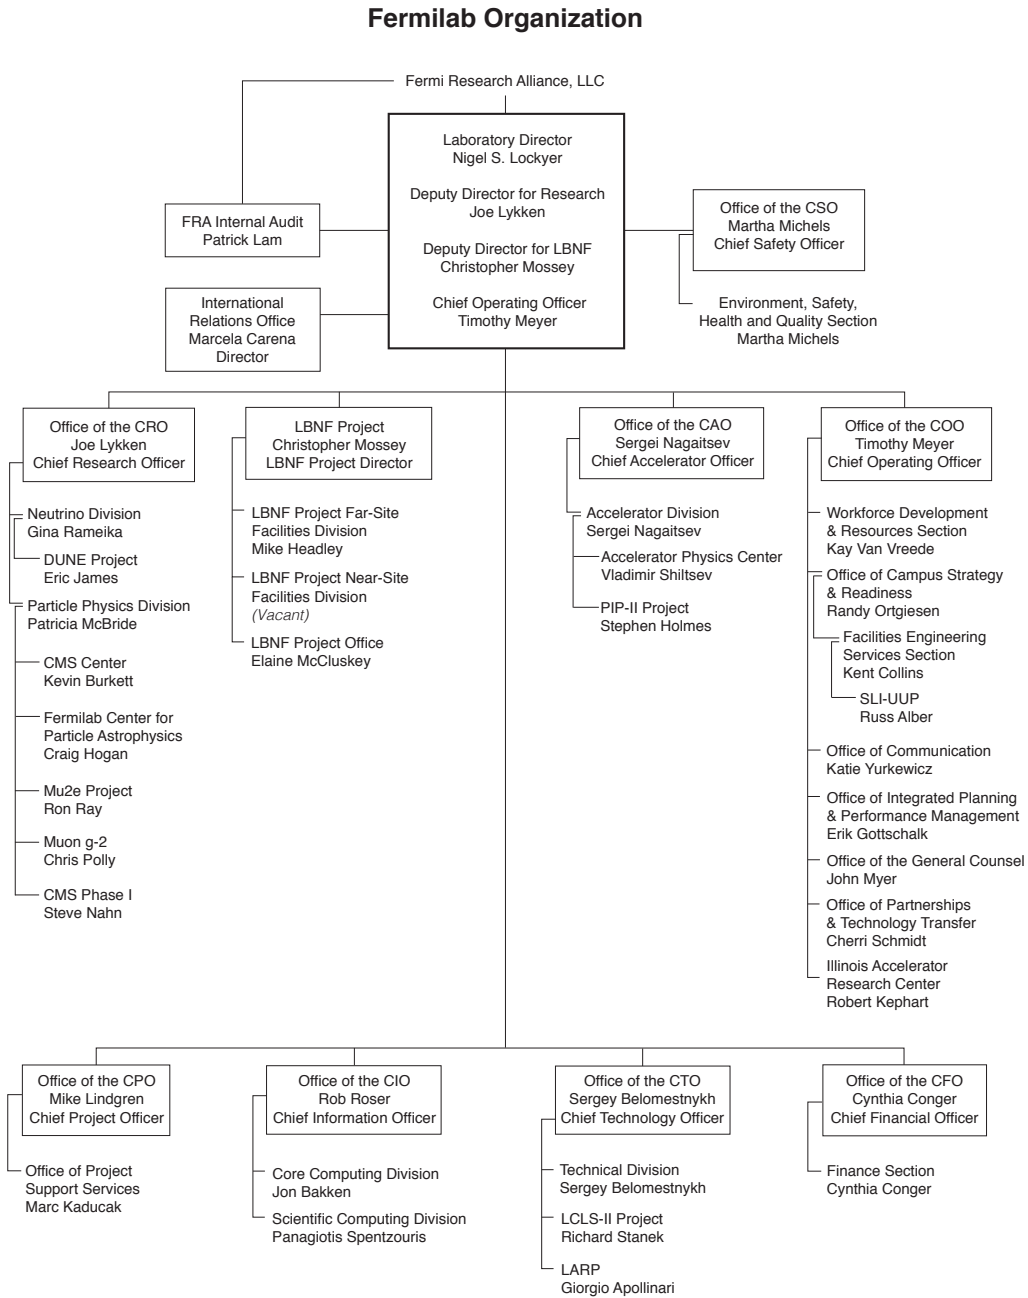 Fermilab Organization
Fermi Research Alliance, LLC
Laboratory Director
Nigel S. Lockyer
Deputy Director for Research
Joe Lykken
Deputy Director for LBNF
Christopher Mossey
Chief Operating Officer
Timothy Meyer
FRA Internal Audit
Patrick Lam
International
Relations Office
Marcela Carena
Director
Office of the CSO
Martha Michels
Chief Safety Officer
Environment, Safety,
Health and Quality Section
Martha Michels
Office of the CRO
Joe Lykken
Chief Research Officer
Neutrino Division
Gina Rameika
DUNE Project
Eric James
Particle Physics Division
Patricia McBride
CMS Center
Kevin Burkett
Fermilab Center for
Particle Astrophysics
Craig Hogan
Mu2e Project
Ron Ray
Muon g-2
Chris Polly
CMS Phase I
Steve Nahn
LBNF Project
Christopher Mossey
LBNF Project Director
LBNF Project Far-Site
Facilities Division
Mike Headley
LBNF Project Near-Site
Facilities Division
(Vacant)
LBNF Project Office
Elaine McCluskey
Office of the CAO
Sergei Nagaitsev
Chief Accelerator Officer
Accelerator Division
Sergei Nagaitsev
Accelerator Physics Center
Vladimir Shiltsev
PIP-II Project
Stephen Holmes
Office of the COO
Timothy Meyer
Chief Operating Officer
Workforce Development
& Resources Section
Kay Van Vreede
Office of Campus Strategy
& Readiness
Randy Ortgiesen
Facilities Engineering
Services Section
Kent Collins
SLI-UUP
Russ Alber
Office of Communication
Katie Yurkewicz
Office of Integrated Planning
& Performance Management
Erik Gottschalk
Office of the General Counsel
John Myer
Office of Partnerships
& Technology Transfer
Cherri Schmidt
Illinois Accelerator
Research Center
Robert Kephart
Office of the CPO
Mike Lindgren
Chief Project Officer
Office of Project
Support Services
Marc Kaducak
Office of the CIO
Rob Roser
Chief Information Officer
Core Computing Division
Jon Bakken
Scientific Computing Division
Panagiotis Spentzouris
Office of the CTO
Sergey Belomestnykh
Chief Technology Officer
Technical Division
Sergey Belomestnykh
LCLS-II Project
Richard Stanek
LARP
Giorgio Apollinari
Office of the CFO
Cynthia Conger
Chief Financial Officer
Finance Section
Cynthia Conger